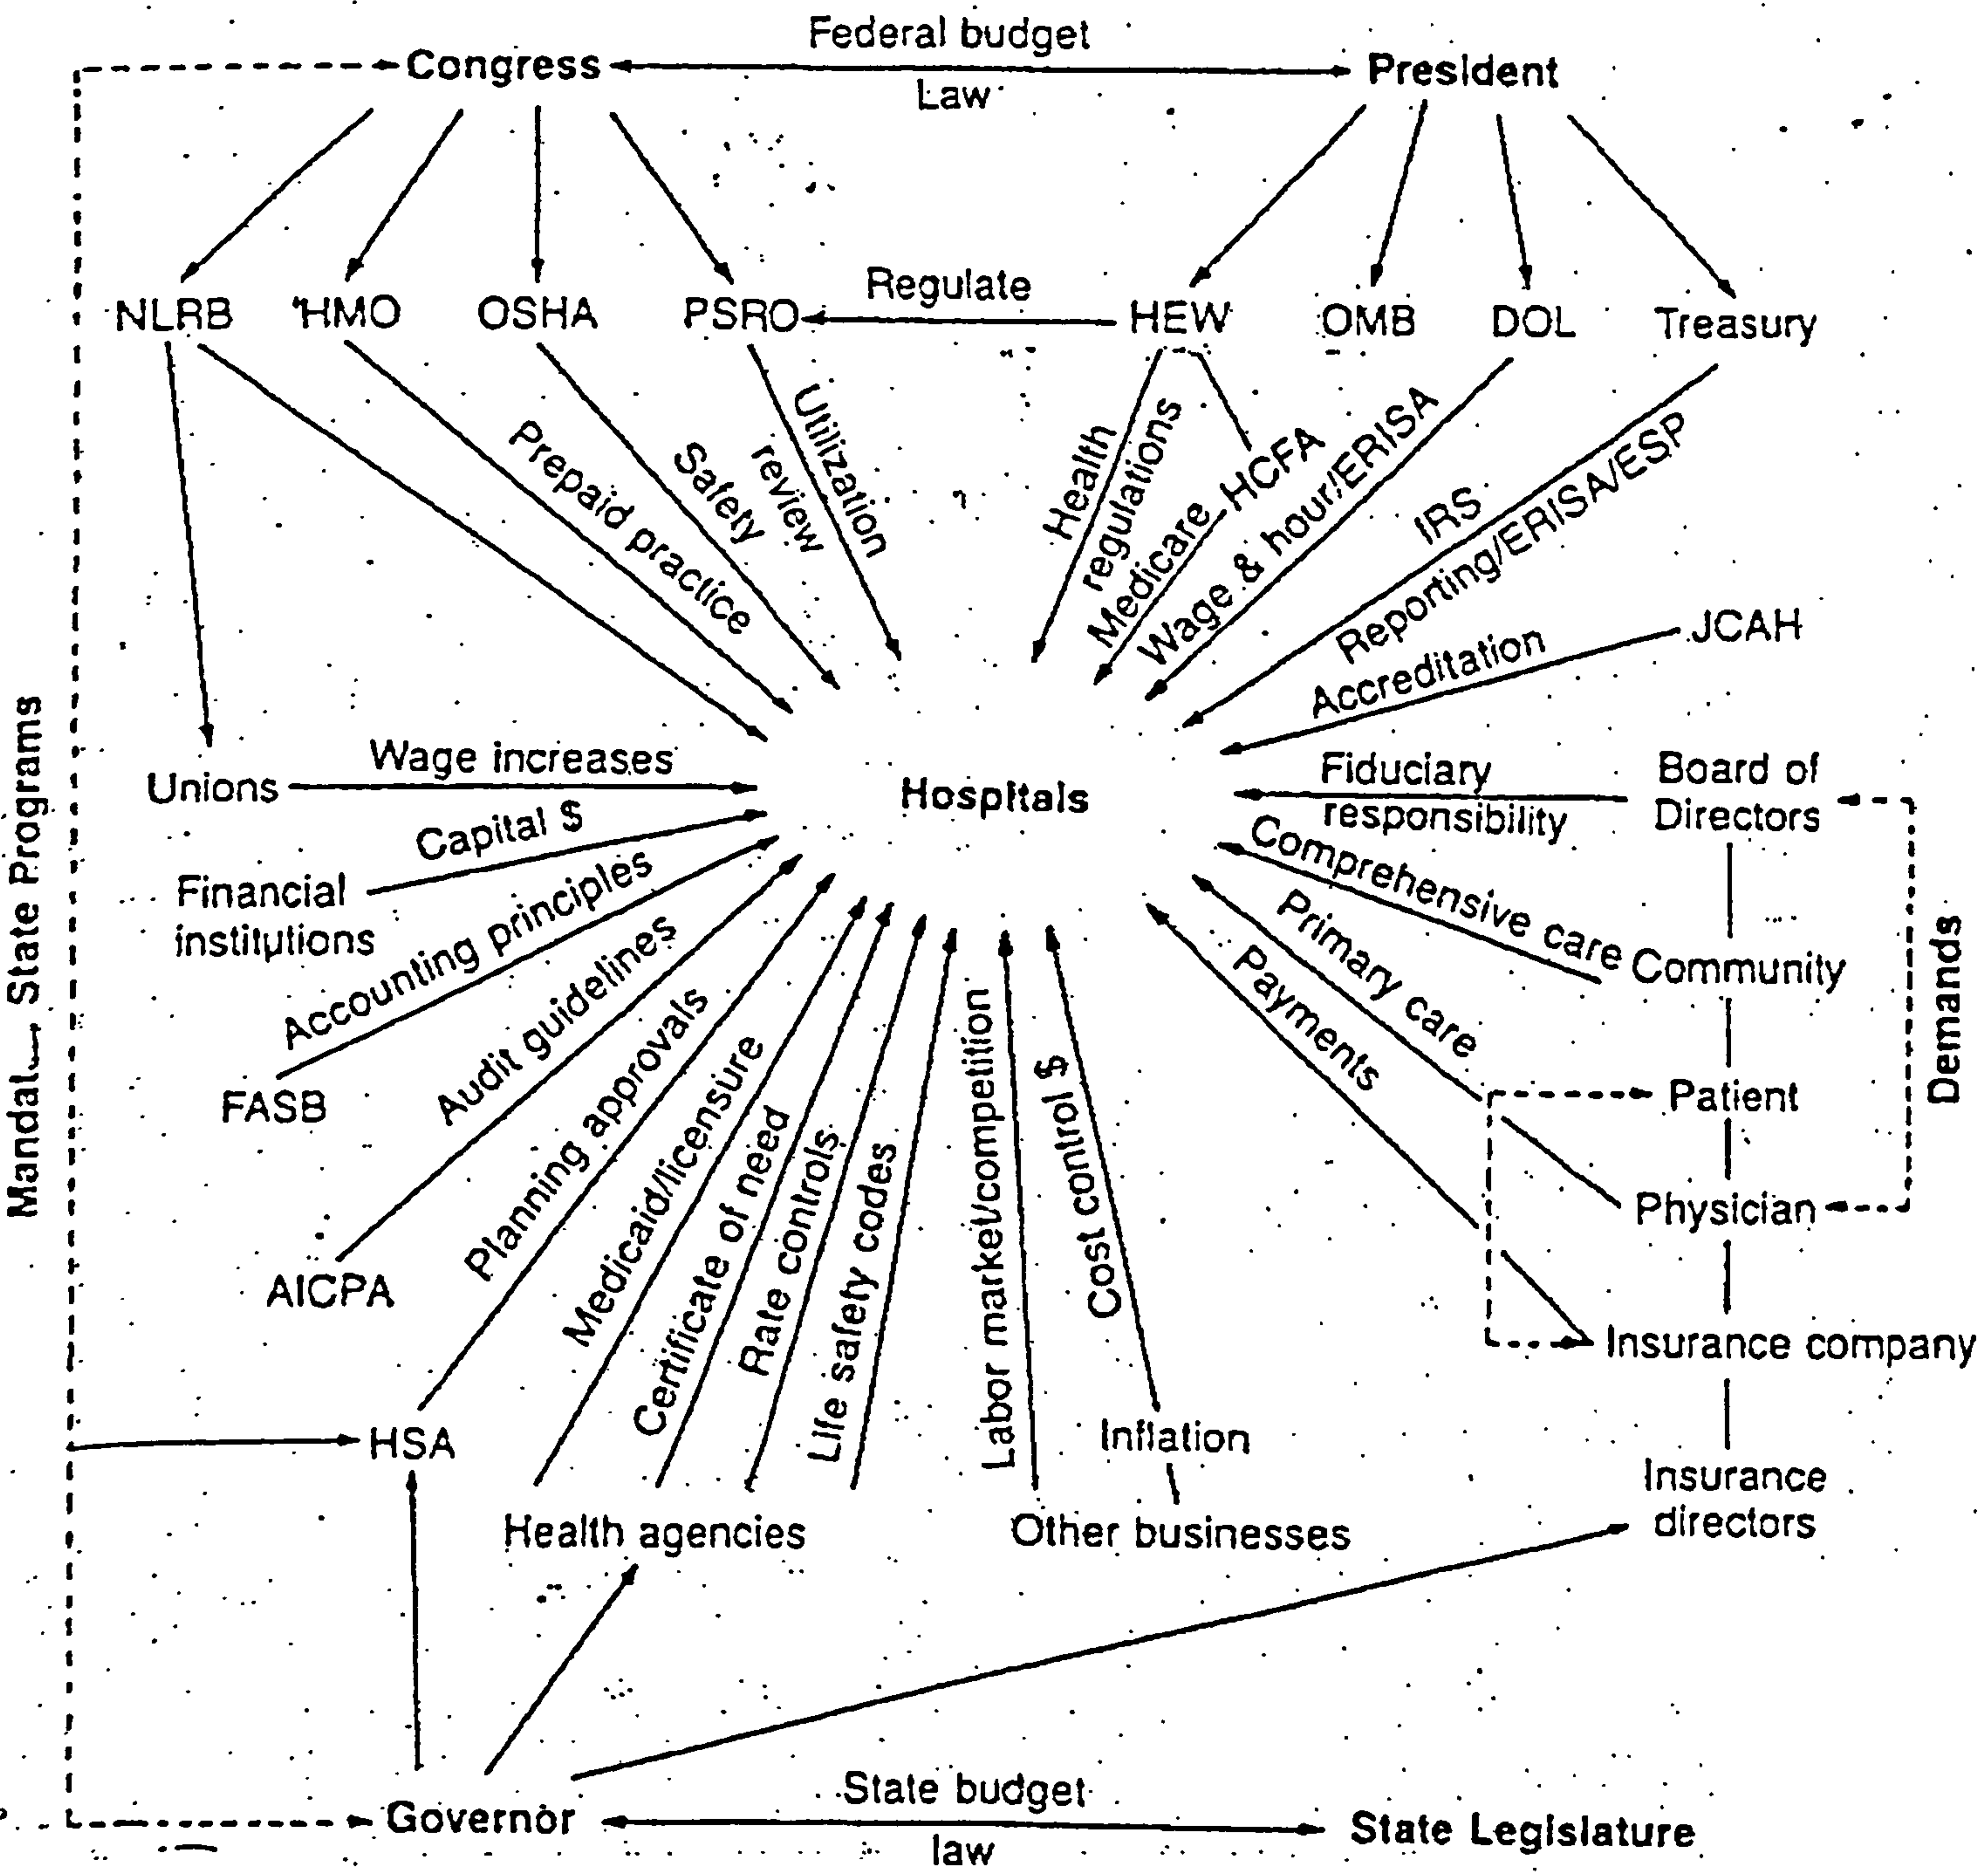 Federal budget
Congress
President
Law
NLRB
HMO
OSHA
PSRO
Regulate
HEW
OMB
DOL
Treasury
Prepaid practice
Safety
Utilization
review
Health
regulations
Medicare HCFA
Wage & hour/ERISA
IRS
Reporting/ERISA/ESP
JCAH
Accreditation
Unions
Wage increases
Hospitals
Fiduciary
responsibility
Board of
Directors
Capital $
Financial
institutions
Accounting principles
FASB
Audit guidelines
AICPA
Comprehensive care
Community
Primary care
Payments
Patient
Physician
Demands
Insurance company
Insurance
directors
Planning approvals
HSA
Medicaid/licensure
Certificate of need
Rate controls
Life safety codes
Health agencies
Labor market/competition
Cost control $
Inflation
Other businesses
State Programs
State budget
Governor
State Legislature
law